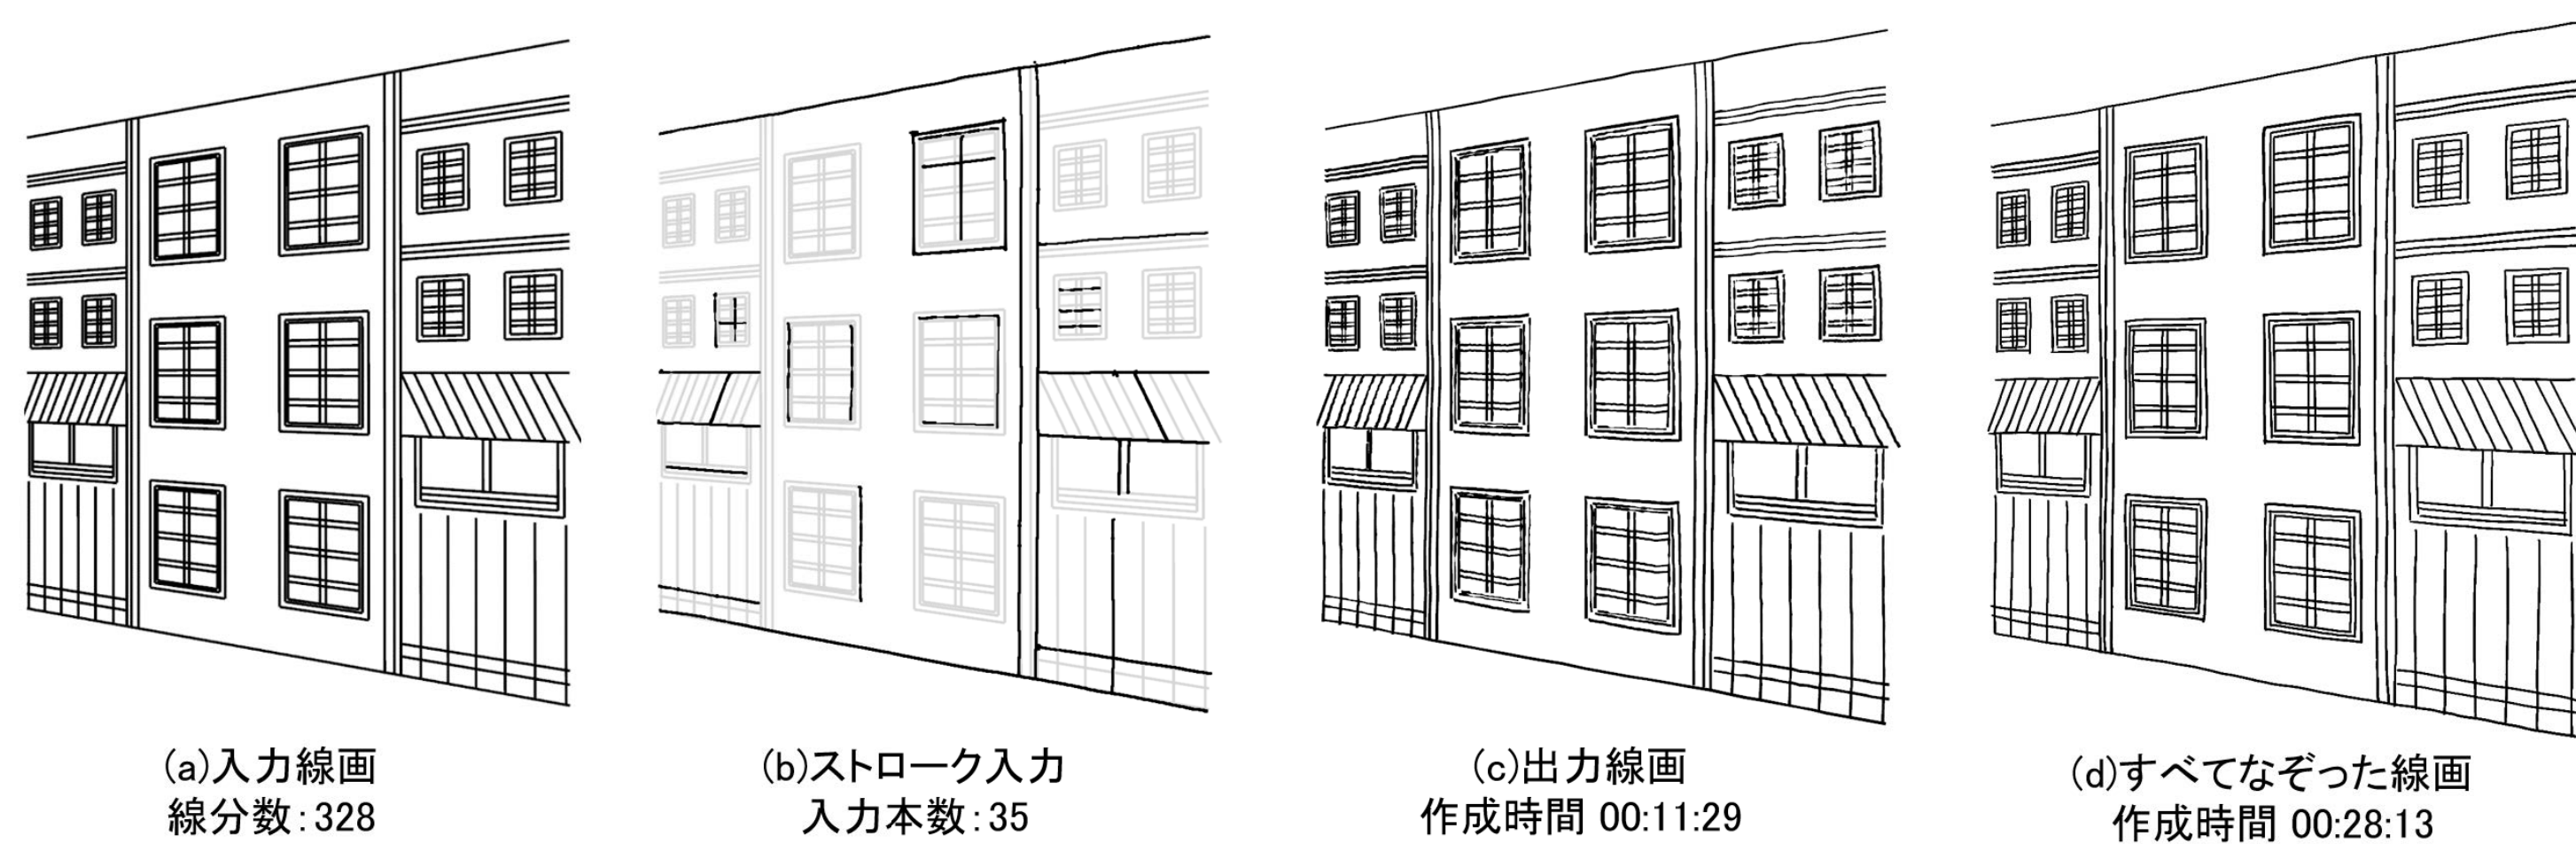 (a)入力線画
線分数:328
(b)ストローク入力
入力本数:35
(c)出力線画
作成時間 00:11:29
(d)すべてなぞった線画
作成時間 00:28:13